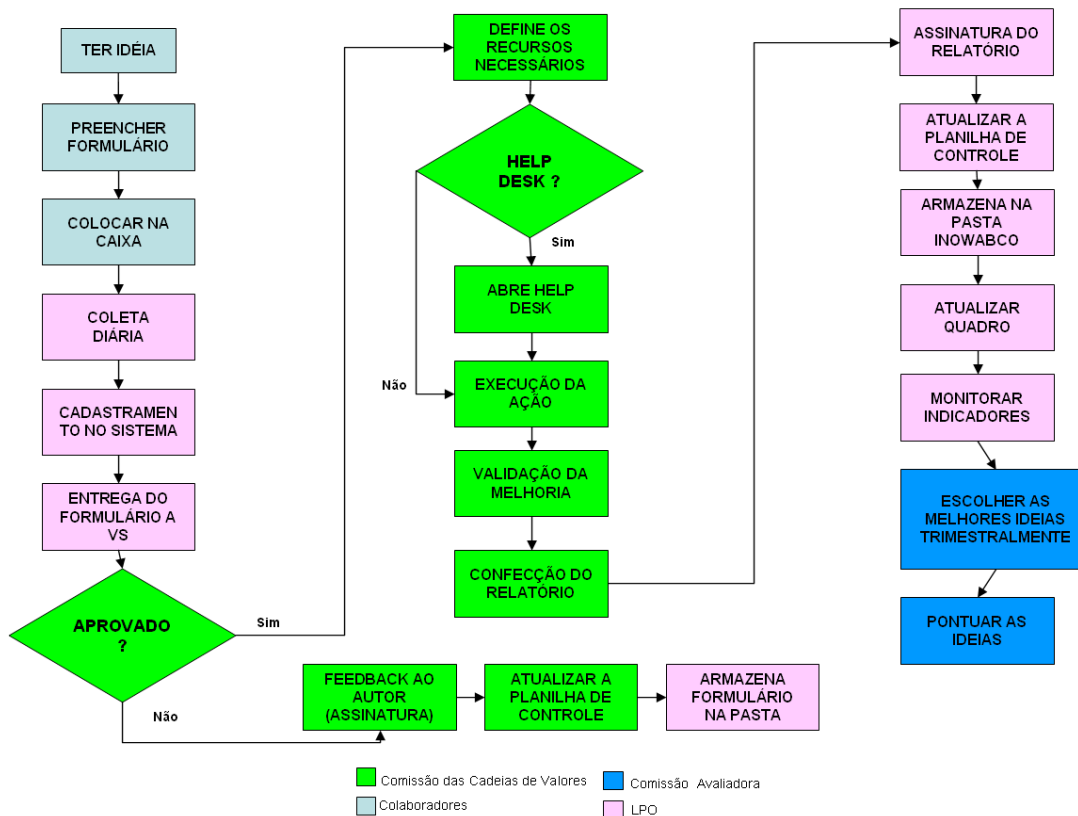 TER IDÉIA
PREENCHER
FORMULÁRIO
COLOCAR NA
CAIXA
COLETA
DIÁRIA
CADASTRAMEN
TO NO SISTEMA
ENTREGA DO
FORMULÁRIO A
VS
APROVADO
?
Sim
Não
DEFINE OS
RECURSOS
NECESSÁRIOS
HELP
DESK ?
Sim
Não
ABRE HELP
DESK
EXECUÇÃO DA
AÇÃO
VALIDAÇÃO DA
MELHORIA
CONFECÇÃO DO
RELATÓRIO
FEEDBACK AO
AUTOR
(ASSINATURA)
ATUALIZAR A
PLANILHA DE
CONTROLE
ARMAZENA
FORMULÁRIO
NA PASTA
ASSINATURA DO
RELATÓRIO
ATUALIZAR A
PLANILHA DE
CONTROLE
ARMAZENA NA
PASTA
INOWABCO
ATUALIZAR
QUADRO
MONITORAR
INDICADORES
ESCOLHER AS
MELHORES IDEIAS
TRIMESTRALMENTE
PONTUAR AS
IDEIAS
Comissão das Cadeias de Valores
Comissão Avaliadora
Colaboradores
LPO